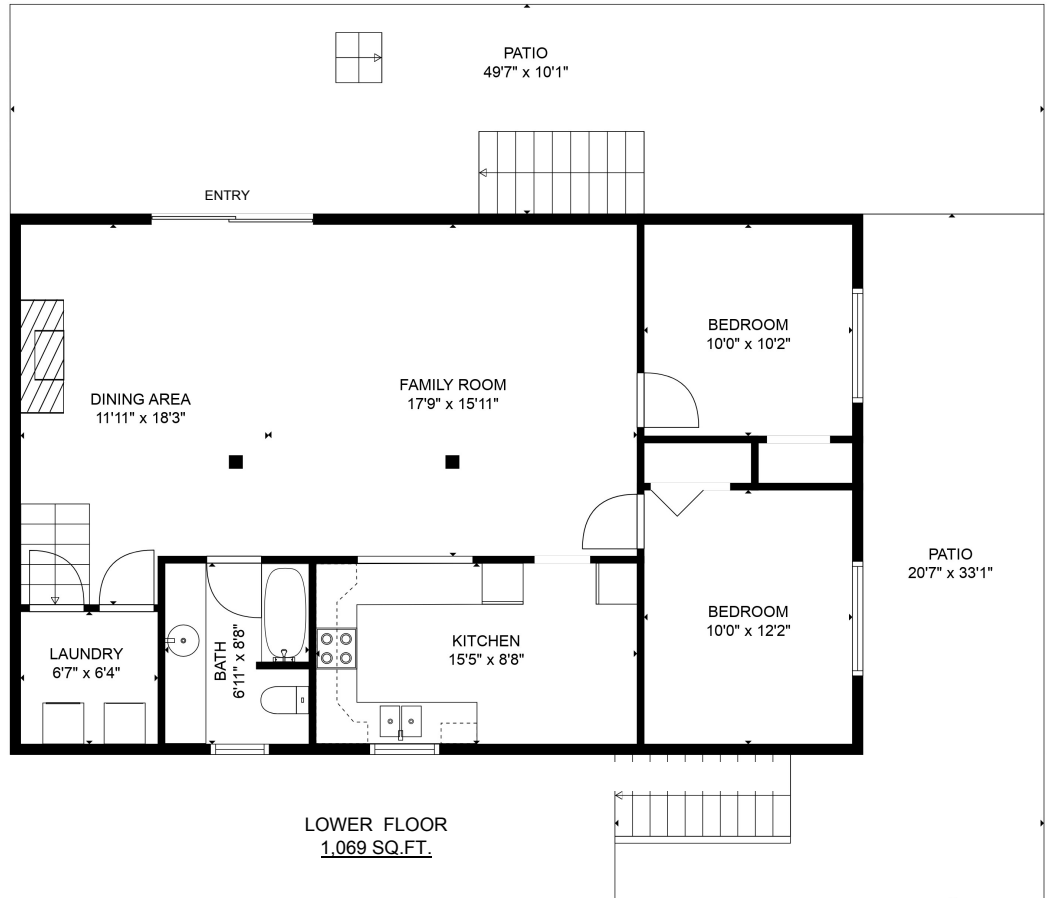 PATIO
49'7" x 10'1"
ENTRY
BEDROOM
10'0" x 10'2"
DINING AREA
11'11" x 18'3"
FAMILY ROOM
17'9" x 15'11"
PATIO
20'7" x 33'1"
LAUNDRY
6'7" x 6'4"
BATH
6'11" x 8'8"
KITCHEN
15'5" x 8'8"
BEDROOM
10'0" x 12'2"
LOWER FLOOR
1,069 SQ.FT.